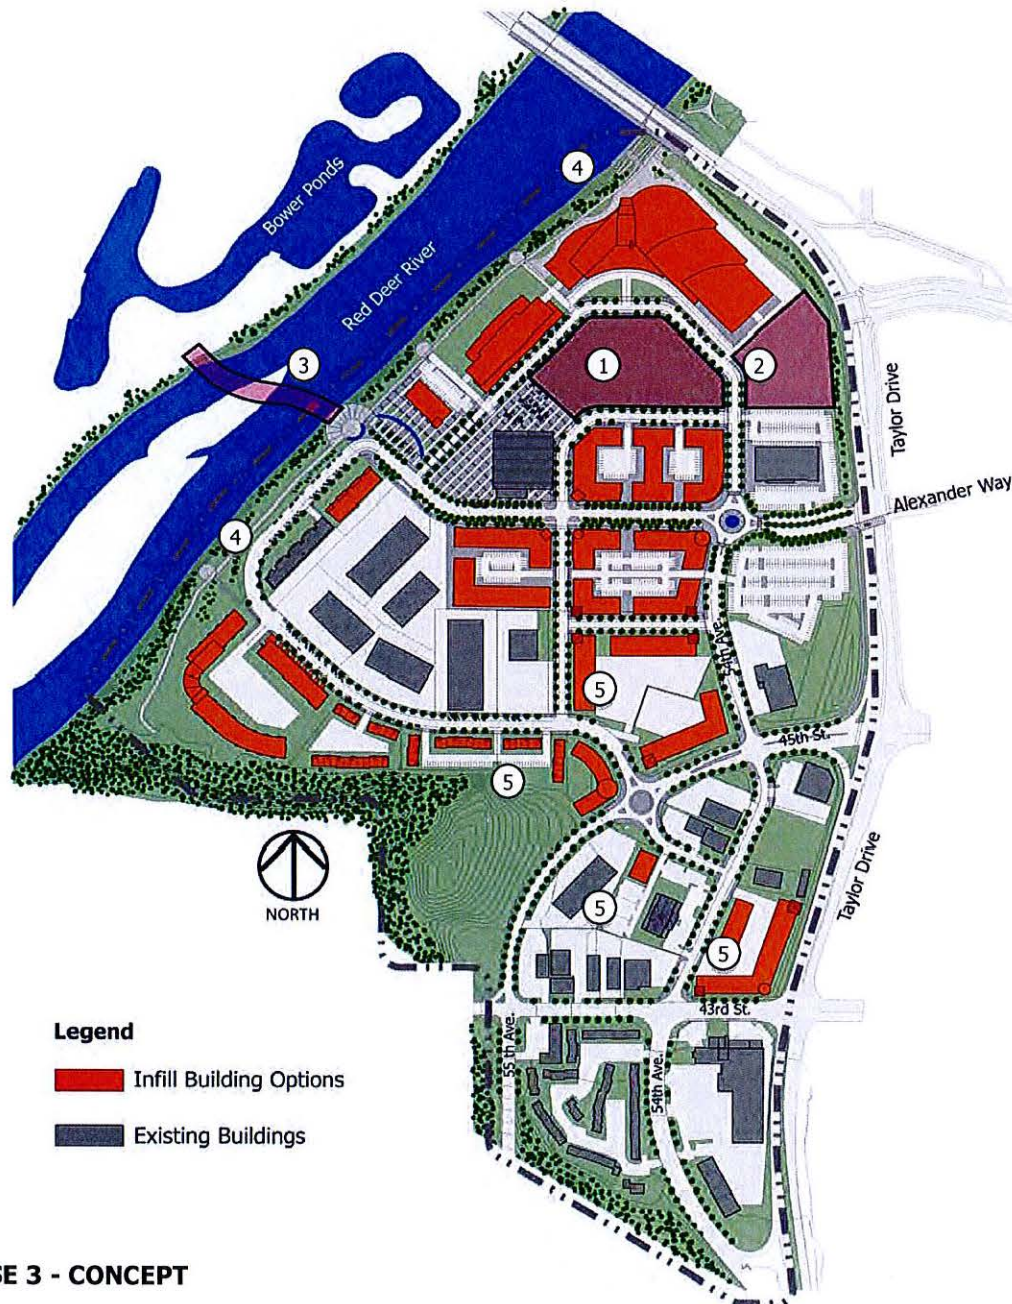 4
Bower Ponds
Red Deer River
3
1
2
Taylor Drive
Alexander Way
4
54th Ave.
5
45th St.
5
NORTH
5
Taylor Drive
5
43rd St.
55 th Ave.
54th Ave.
Legend
Infill Building Options
Existing Buildings
SE 3 - CONCEPT